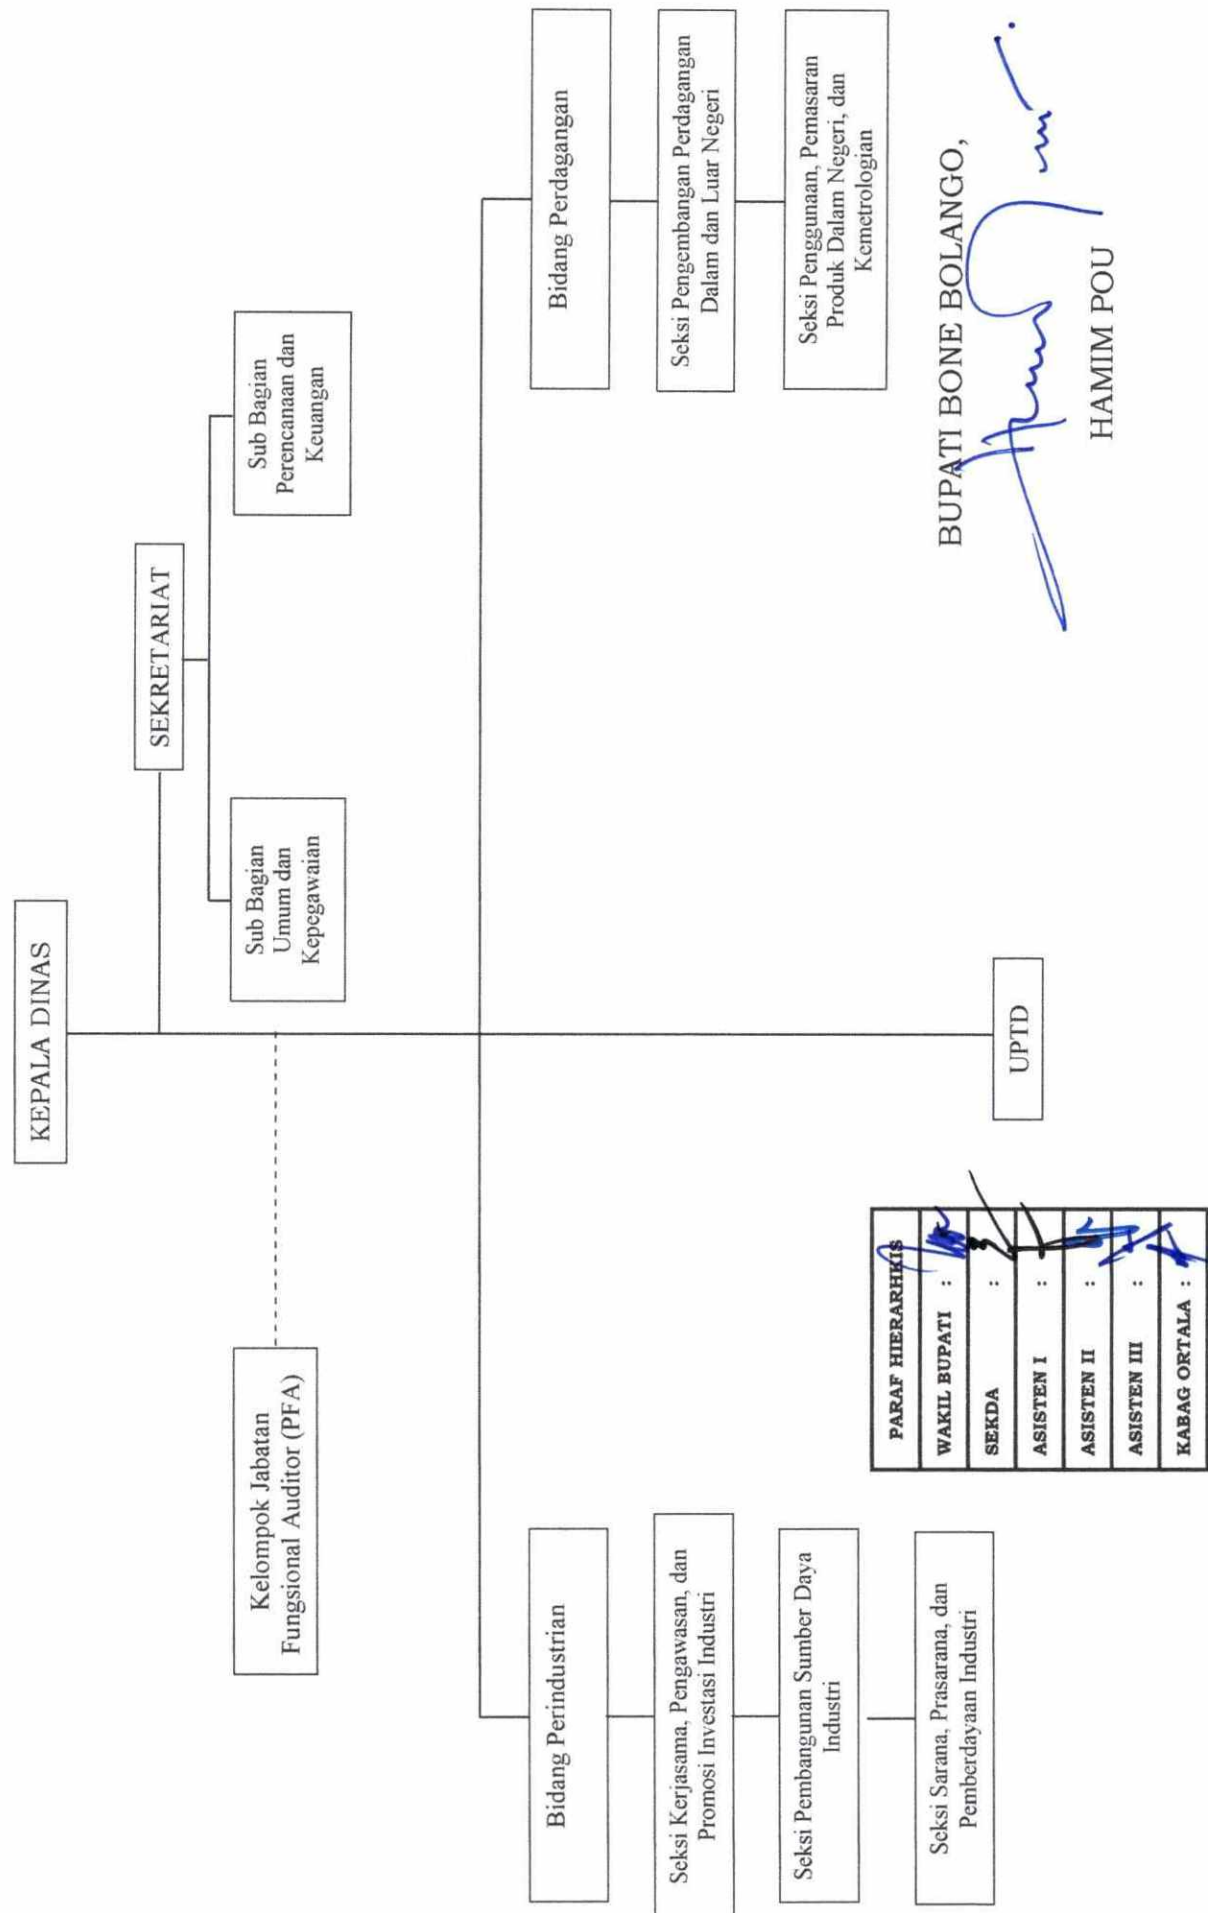 KEPALA DINAS
SEKRETARIAT
Kelompok Jabatan
Fungsional Auditor (PFA)
Sub Bagian
Umum dan
Kepegawaian
Sub Bagian
Perencanaan dan
Keuangan
Bidang Perindustrian
Seksi Kerjasama, Pengawasan, dan
Promosi Investasi Industri
Seksi Pembangunan Sumber Daya
Industri
Seksi Sarana, Prasarana, dan
Pemberdayaan Industri
Bidang Perdagangan
Seksi Pengembangan Perdagangan
Dalam dan Luar Negeri
Seksi Penggunaan, Pemasaran
Produk Dalam Negeri, dan
Kemetrologian
UPTD
PARAF HIERARHKIS
WAKIL BUPATI :
SEKDA :
ASISTEN I :
ASISTEN II :
ASISTEN III :
KABAG ORTALA :
BUPATI BONE BOLANGO,
HAMIM POU